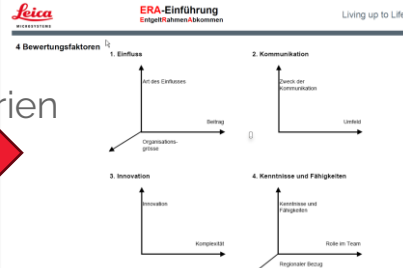 Leica
MICROSYSTEMS
ERA-Einführung
EntgeltRahmenAbkommen
Living up to Life
4 Bewertungsfaktoren
rien
1. Einfluss
Art des Einflusses
Beitrag
Organisations-
grösse
2. Kommunikation
Zweck der
Kommunikation
Umfeld
3. Innovation
Innovation
Komplexität
4. Kenntnisse und Fähigkeiten
Kenntnisse und
Fähigkeiten
Rolle im Team
Regionaler Bezug